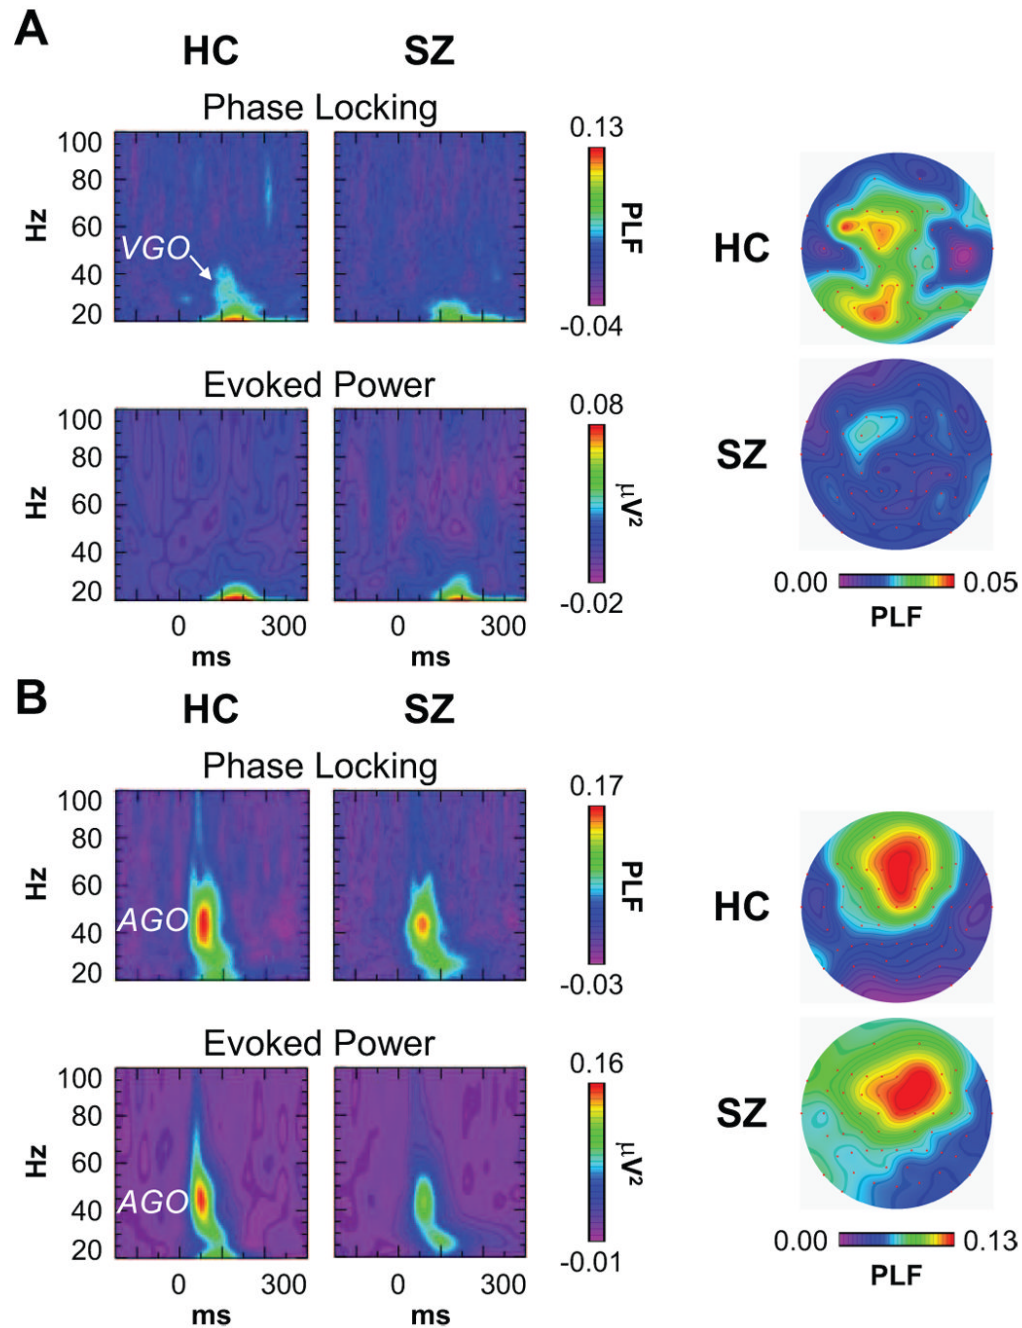 A
HC SZ
Phase Locking
100
80
60
40
20
Hz
VGO
0.13
PLF
-0.04
HC
Evoked Power
100
80
60
40
20
Hz
0.08
μV²
-0.02
0 300 0 300
ms ms
SZ
0.00 0.05
PLF
B
HC SZ
Phase Locking
100
80
60
40
20
Hz
AGO
0.17
PLF
-0.03
HC
Evoked Power
100
80
60
40
20
Hz
AGO
0.16
μV²
-0.01
0 300 0 300
ms ms
SZ
0.00 0.13
PLF